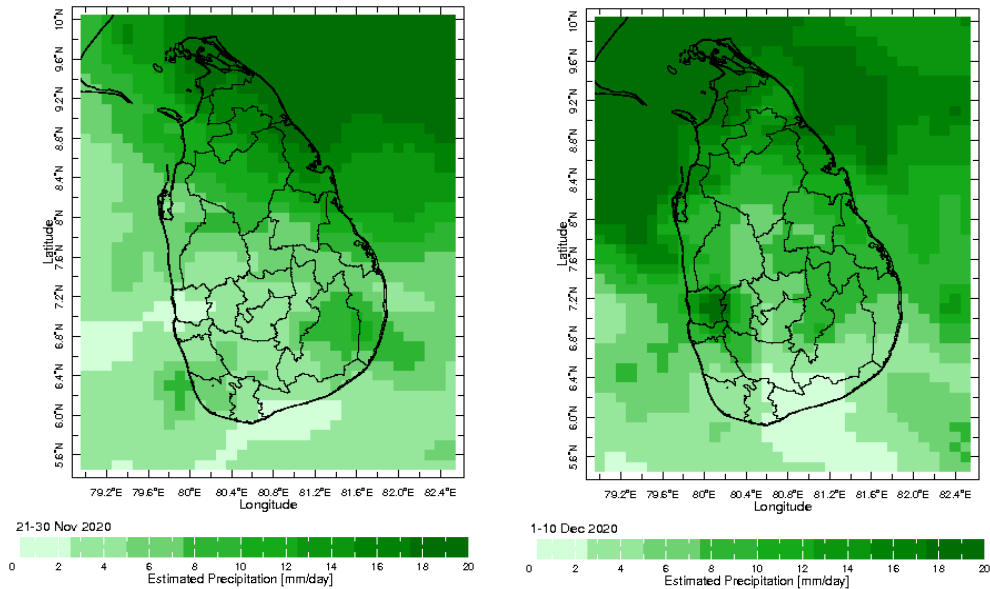 10°N
9.6°N
9.2°N
8.8°N
8.4°N
8°N
7.6°N
7.2°N
6.8°N
6.4°N
6.0°N
5.6°N
Latitude
79.2°E 79.6°E 80°E 80.4°E 80.8°E 81.2°E 81.6°E 82.0°E 82.4°E
Longitude
21-30 Nov 2020
0 2 4 6 8 10 12 14 16 18 20
Estimated Precipitation [mm/day]
10°N
9.6°N
9.2°N
8.8°N
8.4°N
8°N
7.6°N
7.2°N
6.8°N
6.4°N
6.0°N
5.6°N
Latitude
79.2°E 79.6°E 80°E 80.4°E 80.8°E 81.2°E 81.6°E 82.0°E 82.4°E
Longitude
1-10 Dec 2020
0 2 4 6 8 10 12 14 16 18 20
Estimated Precipitation [mm/day]